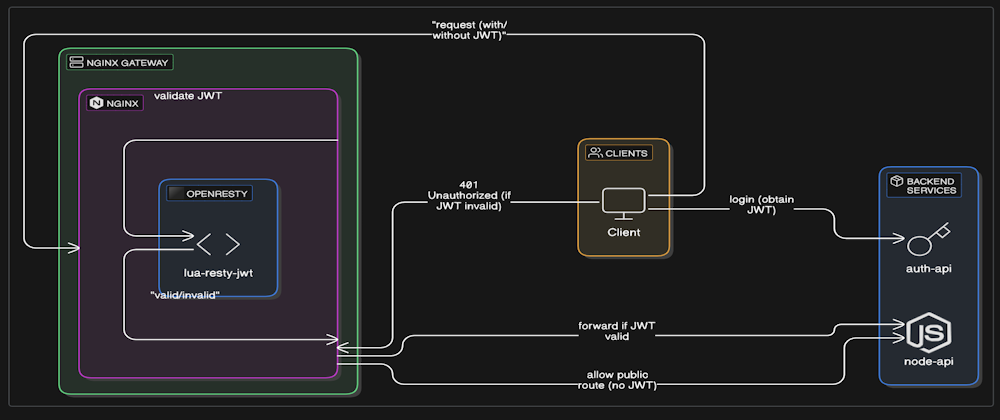 "request (with/
without JWT)"
NGINX GATEWAY
NGINX
validate JWT
OPENRESTY
lua-resty-jwt
"valid/invalid"
CLIENTS
Client
401
Unauthorized (if
JWT invalid)
login (obtain
JWT)
BACKEND
SERVICES
auth-api
JS
node-api
forward if JWT
valid
allow public
route (no JWT)